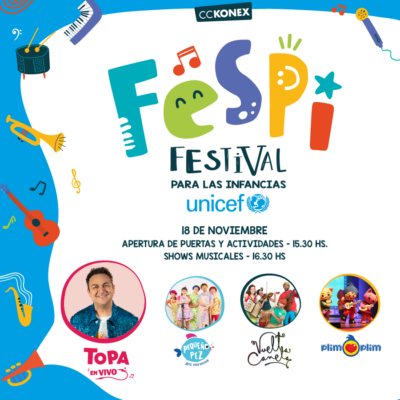 CCKONEX
FeSPi
FESTIVAL
PARA LAS INFANCIAS
unicef
18 DE NOVIEMBRE
APERTURA DE PUERTAS Y ACTIVIDADES - 15.30 HS.
SHOWS MUSICALES - 16.30 HS
TOPA
EN VIVO
PEQUEÑO
PEZ
Vuelta
Canela
plim plim